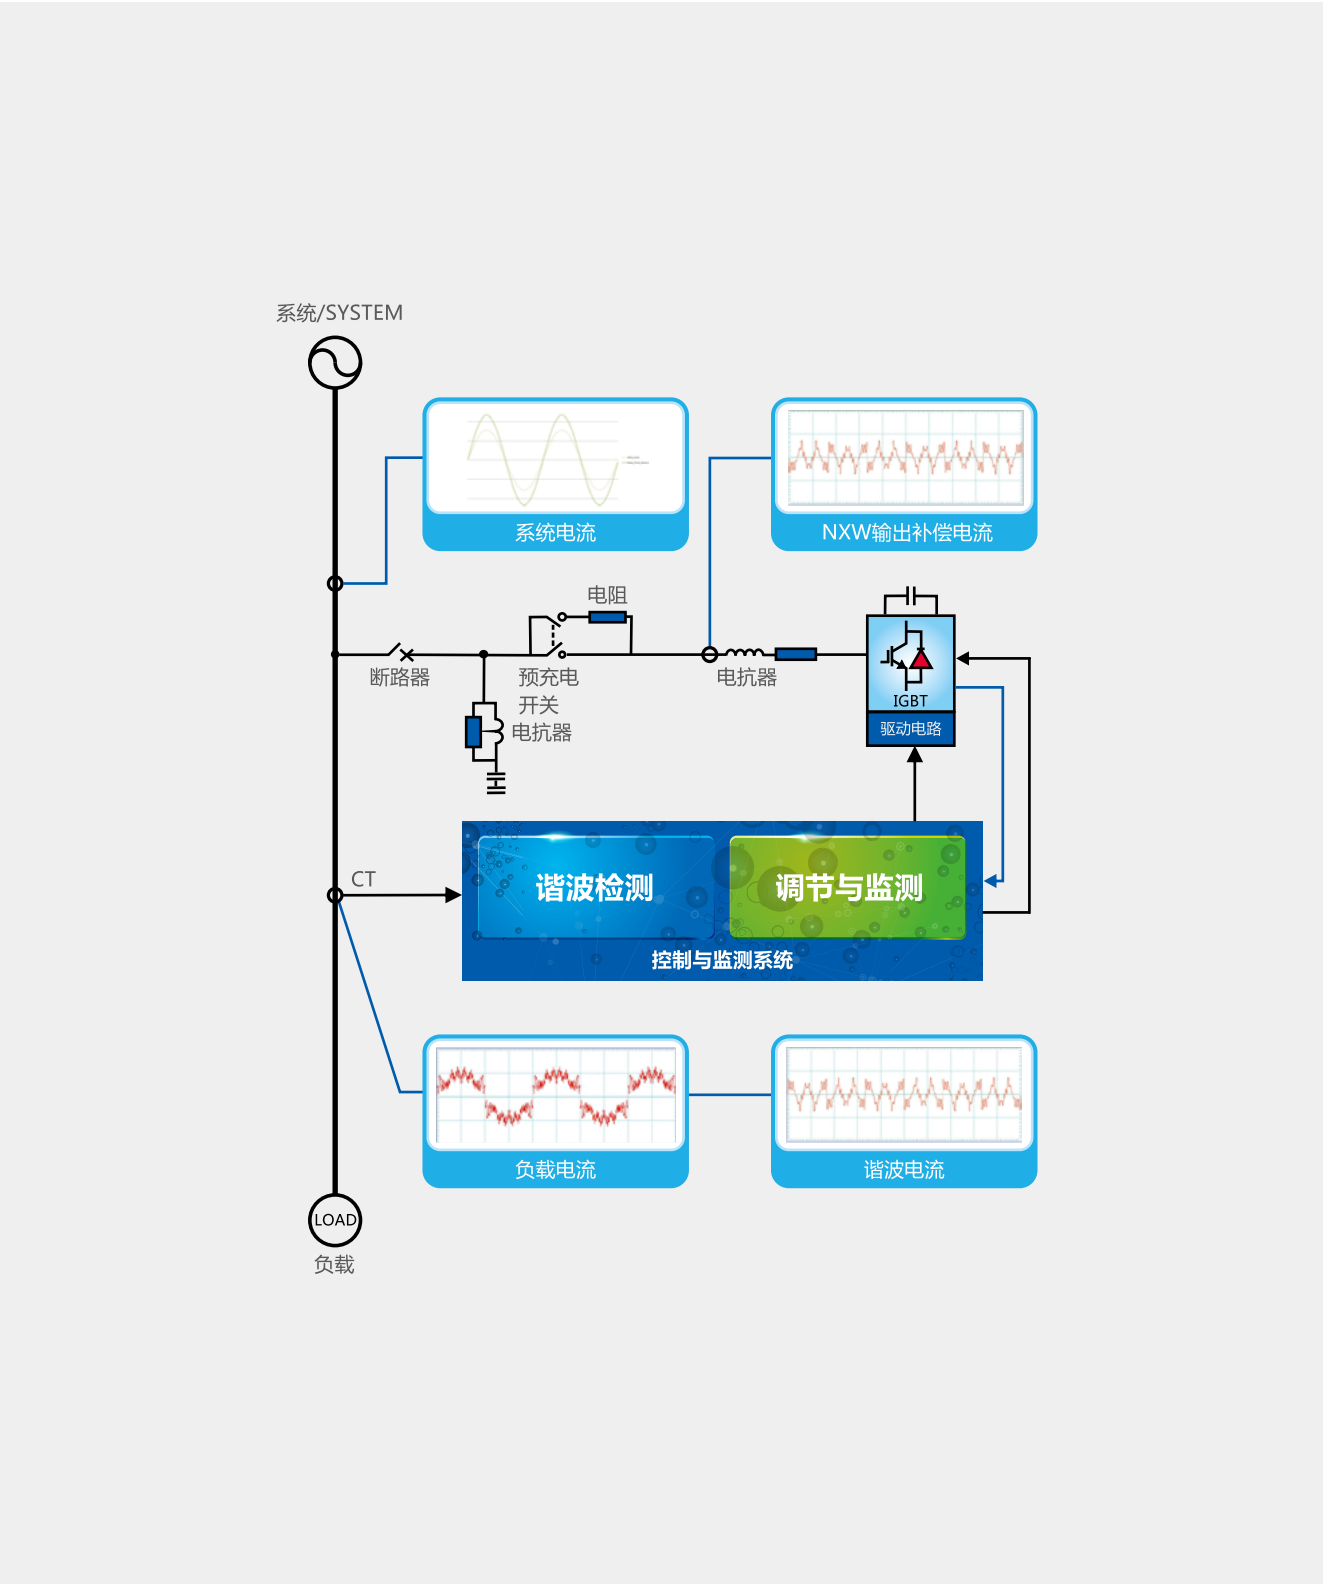 系统/SYSTEM
系统电流
NXW输出补偿电流
电阻
断路器
预充电
开关
电抗器
电抗器
IGBT
驱动电路
CT
谐波检测
调节与监测
控制与监测系统
负载电流
谐波电流
LOAD
负载